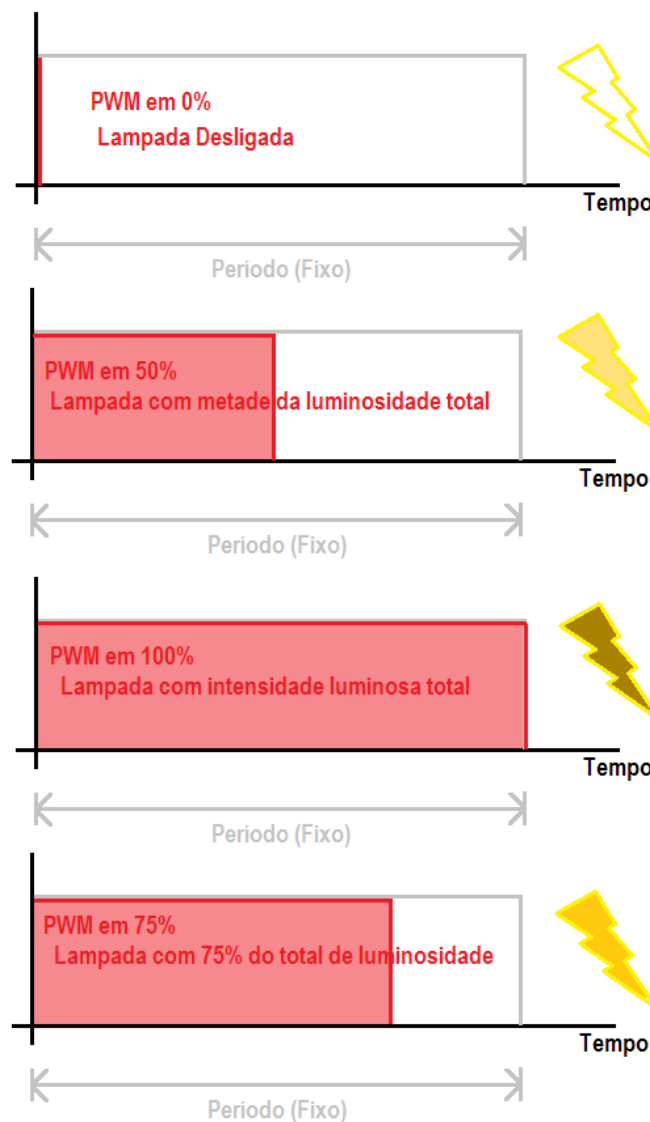 PWM em 0%
Lampada Desligada
Tempo
Período (Fixo)
PWM em 50%
Lampada com metade da luminosidade total
Tempo
Período (Fixo)
PWM em 100%
Lampada com intensidade luminosa total
Tempo
Período (Fixo)
PWM em 75%
Lampada com 75% do total de luminosidade
Tempo
Período (Fixo)